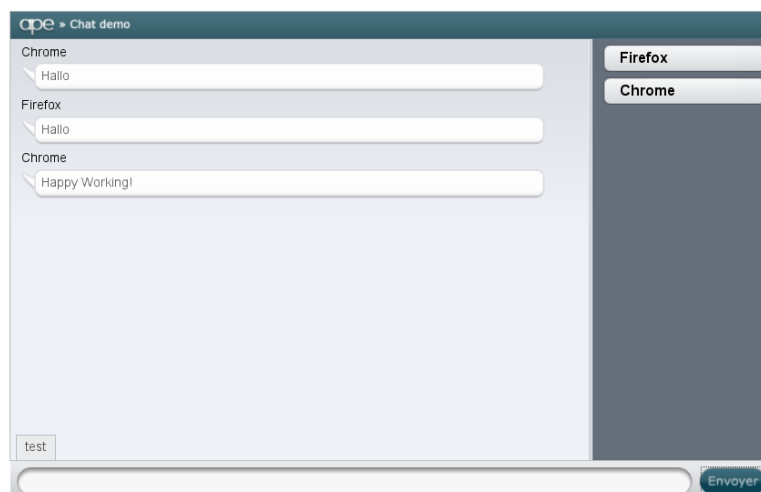 ape » Chat demo
Chrome
Hallo
Firefox
Hallo
Chrome
Happy Working!
Firefox
Chrome
test
Envoyer